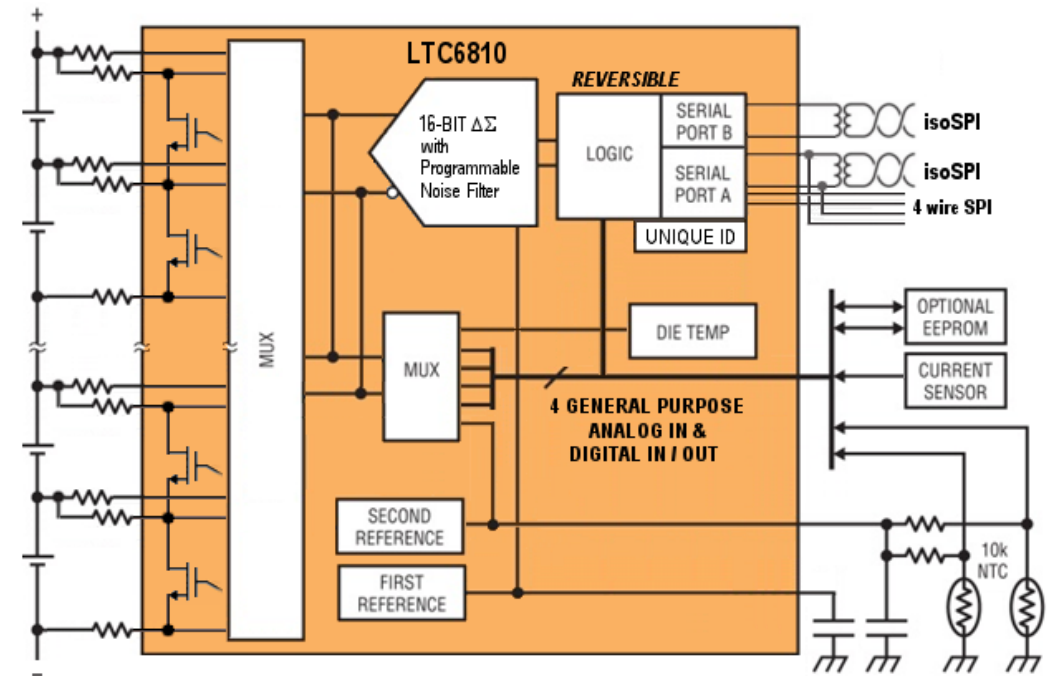 +
LTC6810
REVERSIBLE
16-BIT ΔΣ
with
Programmable
Noise Filter
LOGIC
SERIAL
PORT B
SERIAL
PORT A
UNIQUE ID
isoSPI
isoSPI
4 wire SPI
MUX
MUX
DIE TEMP
OPTIONAL
EEPROM
CURRENT
SENSOR
4 GENERAL PURPOSE
ANALOG IN &
DIGITAL IN / OUT
SECOND
REFERENCE
FIRST
REFERENCE
10k
NTC
–